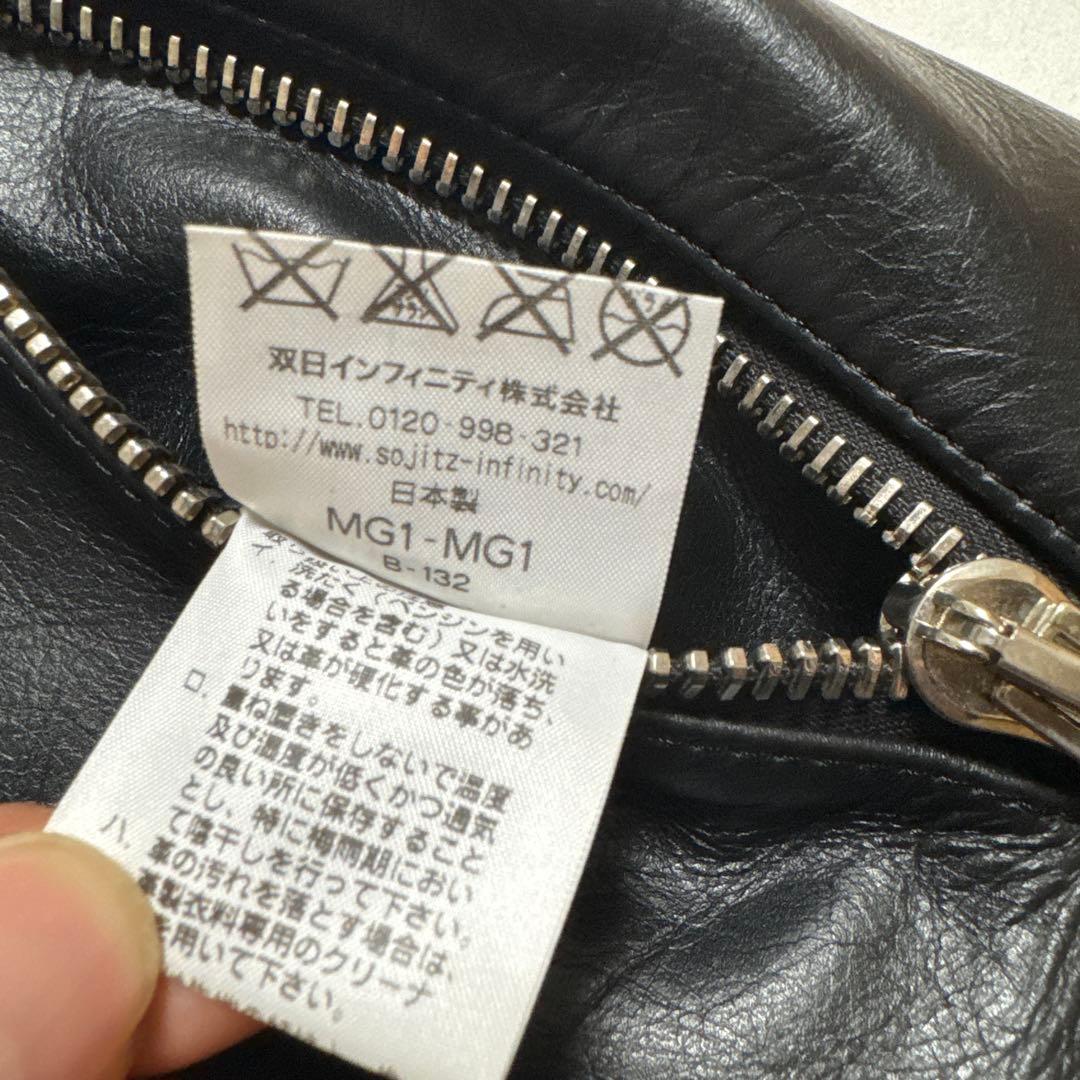 双日インフィニティ株式会社
TEL.0120-998-321
http://www.sojitz-infinity.com/
日本製
MG1-MG1
B-132
イ. 洗たく(ベンジンを用い
る場合を含む)又は水洗
いをすると革の色が落ち、
又は革が硬化する事があ
ります。
ロ. 重ね置きをしないで湿度
及び温度が低くかつ通気
の良い所に保存すること
とし、特に梅雨期におい
て陰干しを行って下さい。
ハ. 革の汚れを落とす場合は、
革製衣料専用のクリーナ
を用いて下さい。